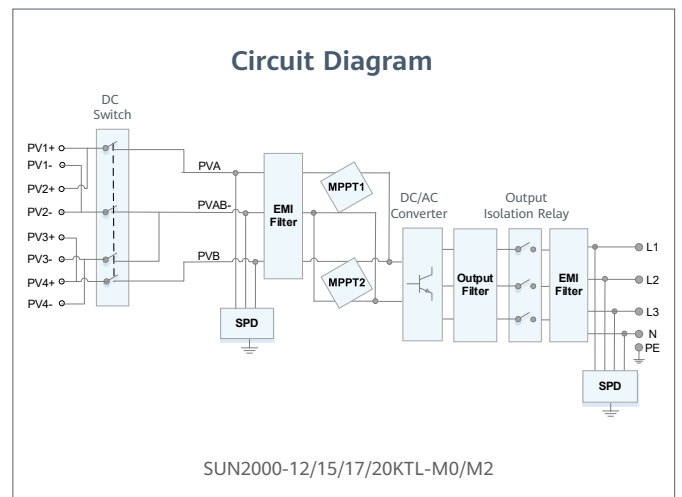 Circuit Diagram
DC
Switch
PV1+
PV1-
PV2+
PV2-
PV3+
PV3-
PV4+
PV4-
PVA
PVAB-
PVB
EMI
Filter
SPD
MPPT1
MPPT2
DC/AC
Converter
Output
Filter
Output
Isolation Relay
EMI
Filter
L1
L2
L3
N
PE
SPD
SUN2000-12/15/17/20KTL-M0/M2